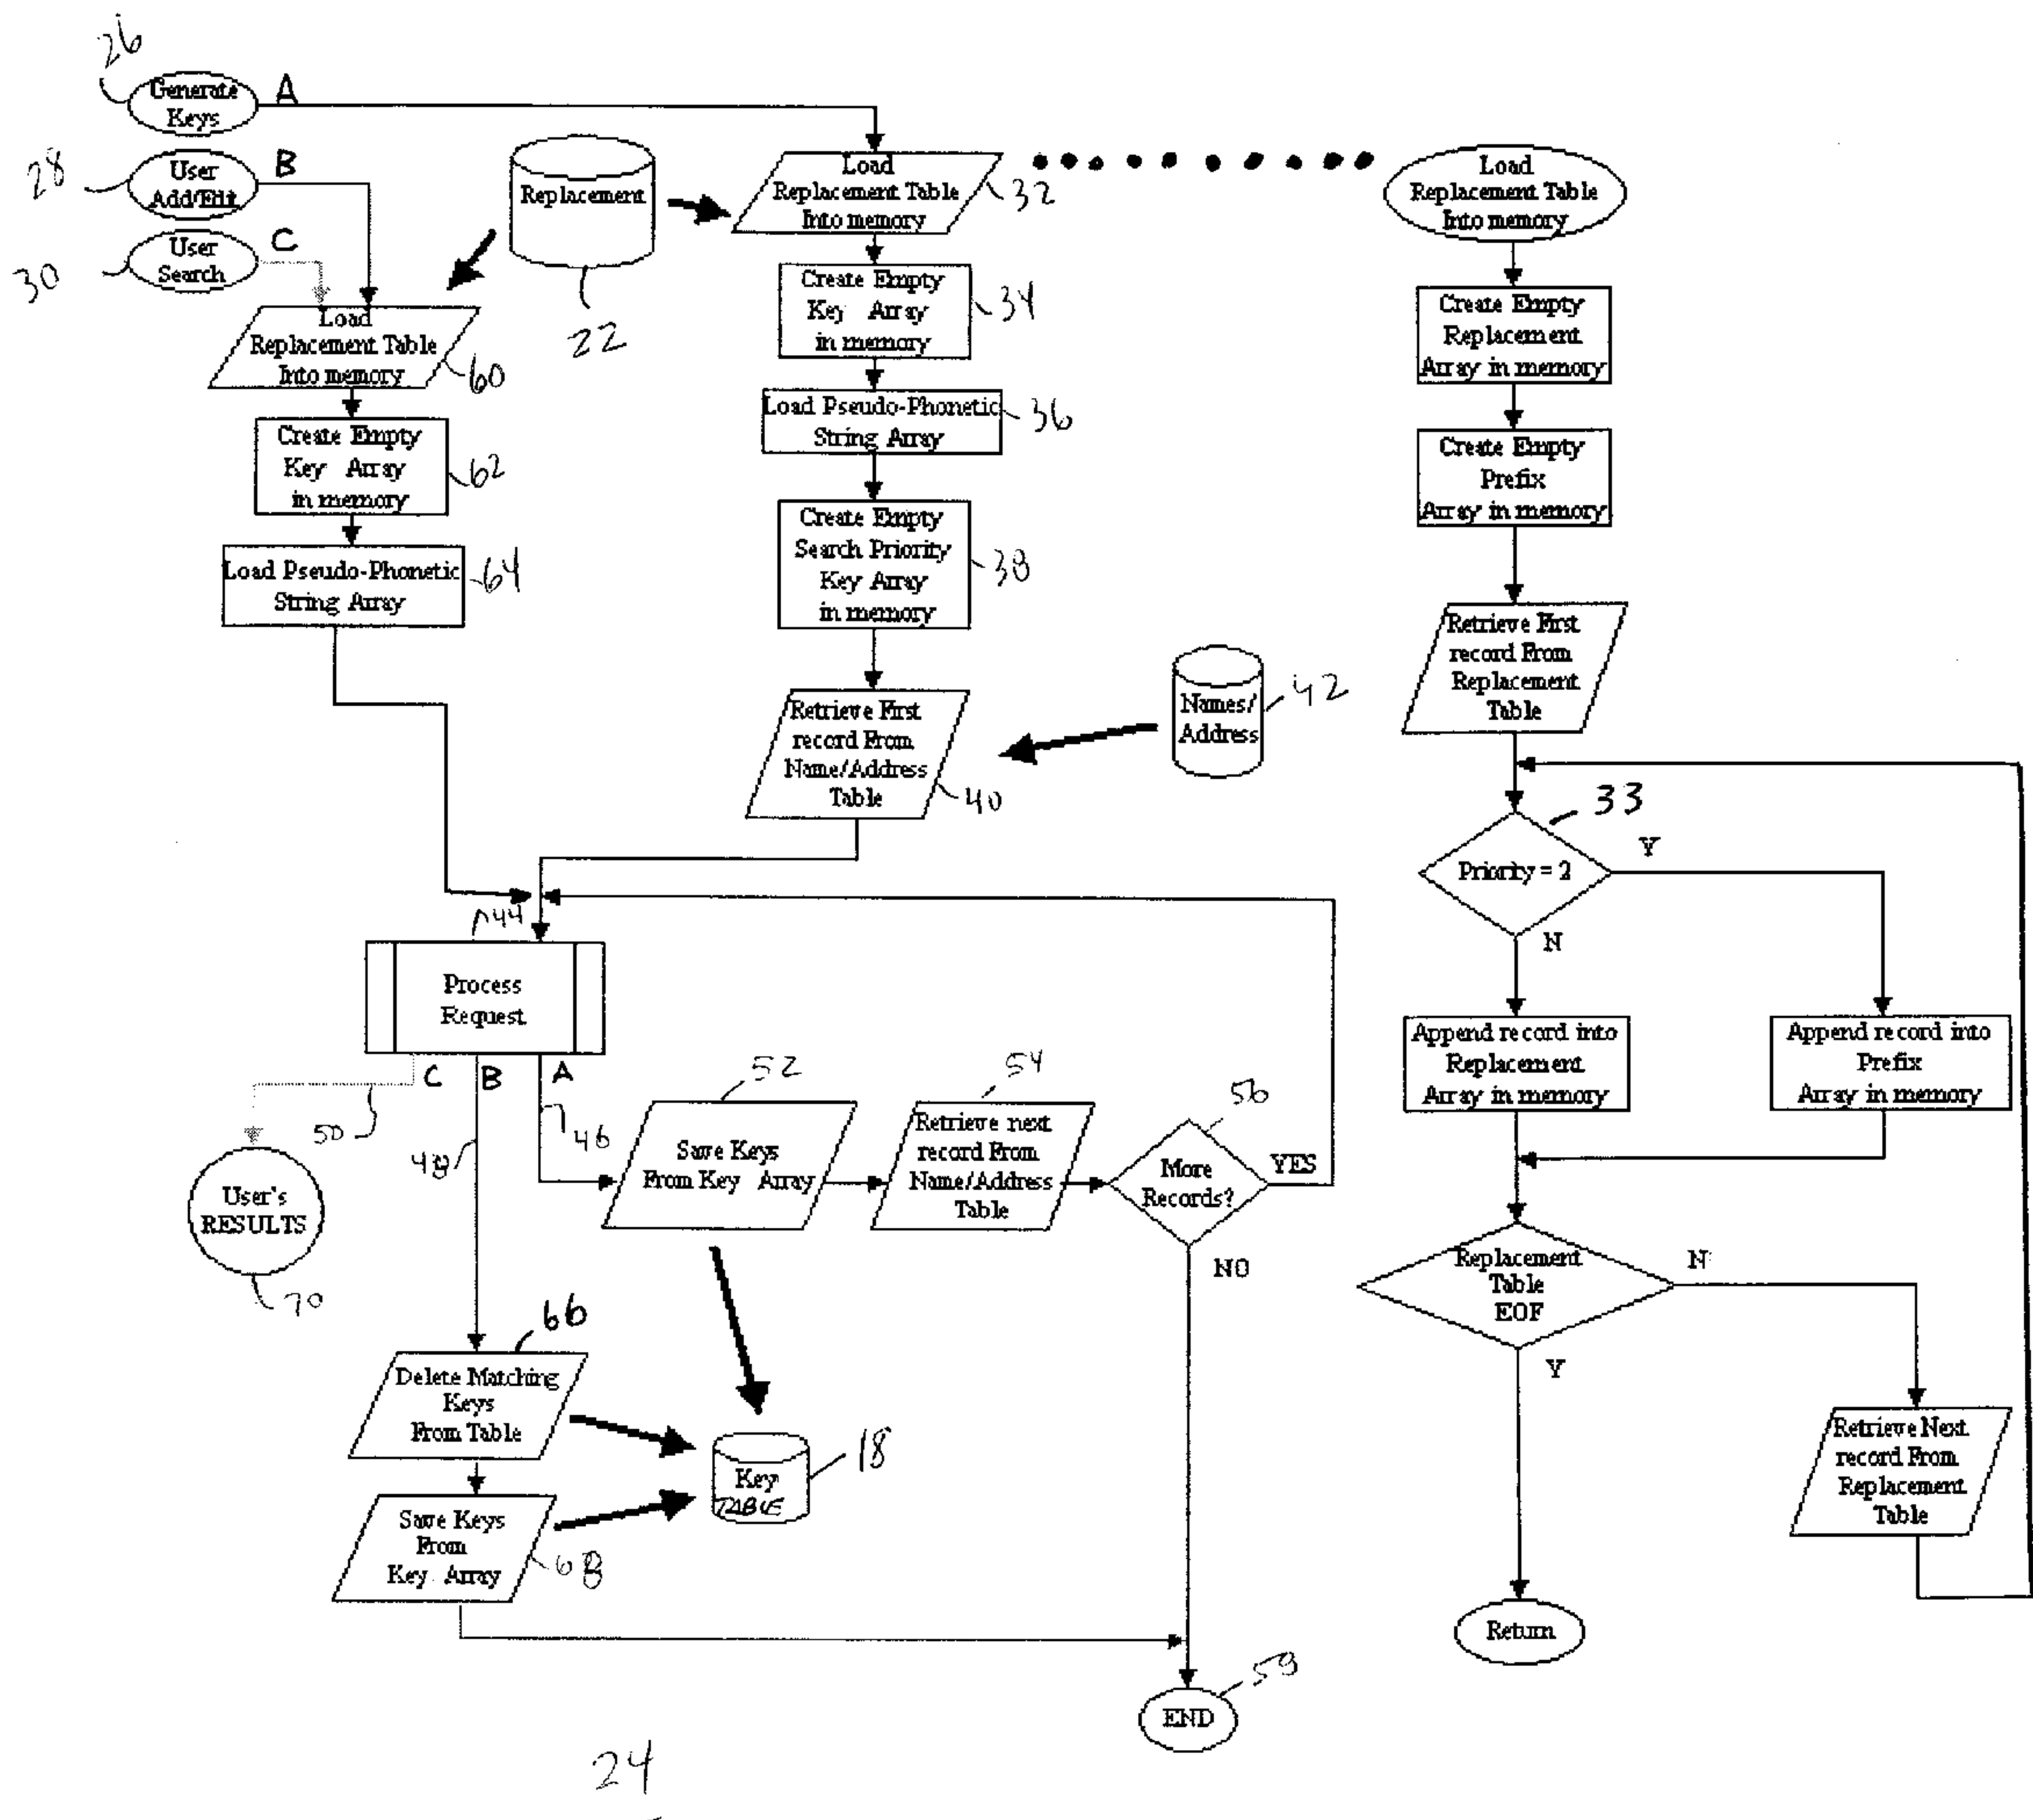 26
Generate
Keys
A
28
User
Add/Edit
B
30
User
Search
C
Replacement
22
Load
Replacement Table
Into memory
32
Create Empty
Key Array
in memory
34
Load Pseudo-Phonetic
String Array
36
Create Empty
Search Priority
Key Array
in memory
38
Retrieve First
record From
Name/Address
Table
40
Names/
Address
42
Load
Replacement Table
Into memory
60
Create Empty
Key Array
in memory
62
Load Pseudo-Phonetic
String Array
64
44
Process
Request
C
B
A
50
48
46
User's
RESULTS
70
52
Save Keys
From Key Array
54
Retrieve next
record From
Name/Address
Table
56
More
Records?
YES
NO
66
Delete Matching
Keys
From Table
Save Keys
From
Key Array
68
Key
TABLE
18
59
END
Load
Replacement Table
Into memory
Create Empty
Replacement
Array in memory
Create Empty
Prefix
Array in memory
Retrieve First
record From
Replacement
Table
33
Priority = 2
Y
N
Append record into
Replacement
Array in memory
Append record into
Prefix
Array in memory
Replacement
Table
EOF
N
Y
Retrieve Next
record From
Replacement
Table
Return
24